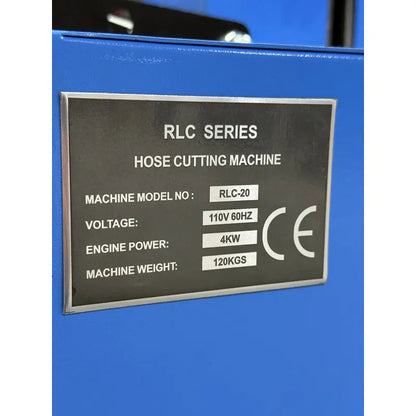 RLC SERIES
HOSE CUTTING MACHINE
MACHINE MODEL NO : RLC-20
VOLTAGE: 110V 60HZ
ENGINE POWER: 4KW
MACHINE WEIGHT: 120KGS
CE